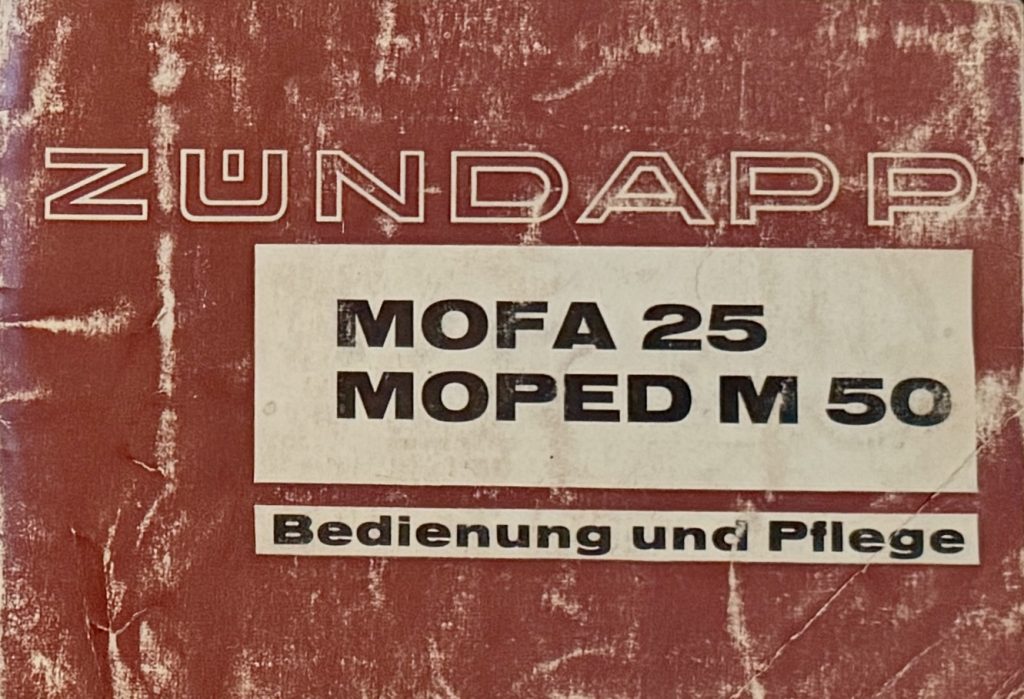 ZÜNDAPP
MOFA 25
MOPED M 50
Bedienung und Pflege